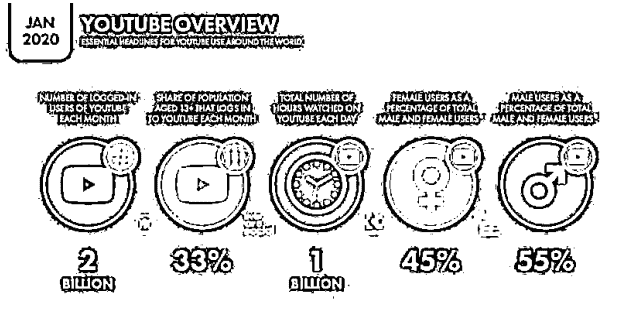 JAN
2020
YOUTUBE OVERVIEW
ESSENTIAL HEADLINES FOR YOUTUBE USE AROUND THE WORLD
NUMBER OF LOGGED-IN
USERS OF YOUTUBE
EACH MONTH
SHARE OF POPULATION
AGED 13+ THAT LOGS IN
TO YOUTUBE EACH MONTH
TOTAL NUMBER OF
HOURS WATCHED ON
YOUTUBE EACH DAY
FEMALE USERS AS A
PERCENTAGE OF TOTAL
MALE AND FEMALE USERS
MALE USERS AS A
PERCENTAGE OF TOTAL
MALE AND FEMALE USERS
2
BILLION
33%
1
BILLION
45%
55%